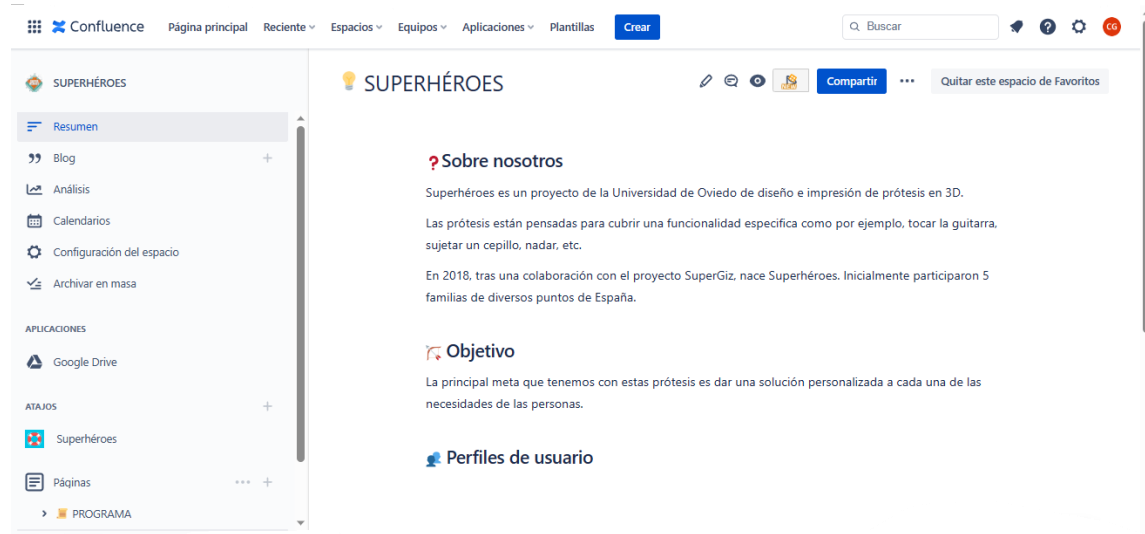 Confluence Página principal Reciente Espacios Equipos Aplicaciones Plantillas Crear Buscar CG
SUPERHÉROES
Resumen
Blog
Análisis
Calendarios
Configuración del espacio
Archivar en masa
APLICACIONES
Google Drive
ATAJOS
Superhéroes
Páginas
PROGRAMA
SUPERHÉROES Compartir Quitar este espacio de Favoritos
Sobre nosotros
Superhéroes es un proyecto de la Universidad de Oviedo de diseño e impresión de prótesis en 3D.
Las prótesis están pensadas para cubrir una funcionalidad especifica como por ejemplo, tocar la guitarra,
sujetar un cepillo, nadar, etc.
En 2018, tras una colaboración con el proyecto SuperGiz, nace Superhéroes. Inicialmente participaron 5
familias de diversos puntos de España.
Objetivo
La principal meta que tenemos con estas prótesis es dar una solución personalizada a cada una de las
necesidades de las personas.
Perfiles de usuario